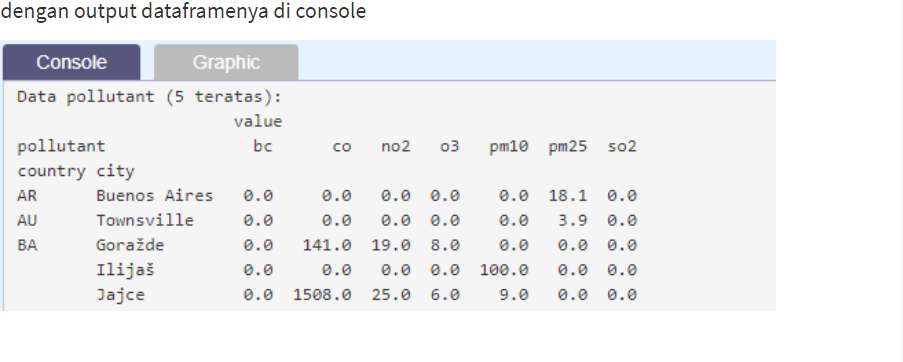 dengan output dataframenya di console
Console Graphic
Data pollutant (5 teratas):
value
pollutant bc co no2 o3 pm10 pm25 so2
country city
AR Buenos Aires 0.0 0.0 0.0 0.0 0.0 18.1 0.0
AU Townsville 0.0 0.0 0.0 0.0 0.0 3.9 0.0
BA Goražde 0.0 141.0 19.0 8.0 0.0 0.0 0.0
Ilijaš 0.0 0.0 0.0 0.0 100.0 0.0 0.0
Jajce 0.0 1508.0 25.0 6.0 9.0 0.0 0.0